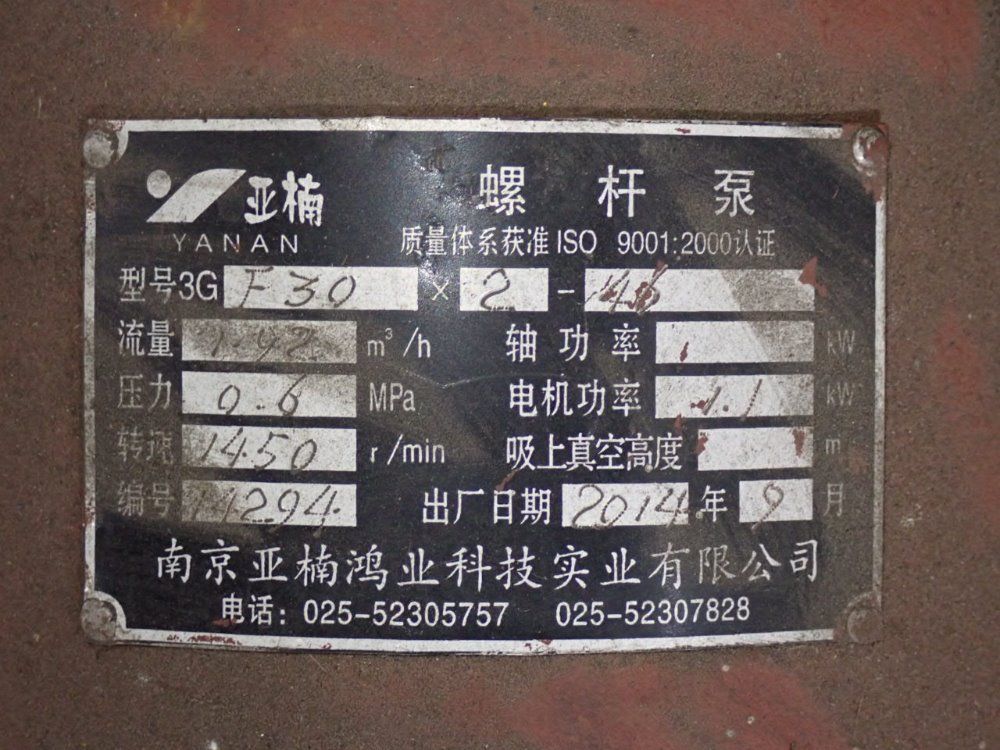 亚楠 螺杆泵
YANAN 质量体系获准 ISO 9001:2000认证
型号3G F30 × 2 - 46
流量 1.92 m³/h 轴功率 kW
压力 0.6 MPa 电机功率 1.1 kW
转速 1450 r/min 吸上真空高度 m
编号 14294 出厂日期 2014 年 9 月
南京亚楠鸿业科技实业有限公司
电话：025-52305757 025-52307828